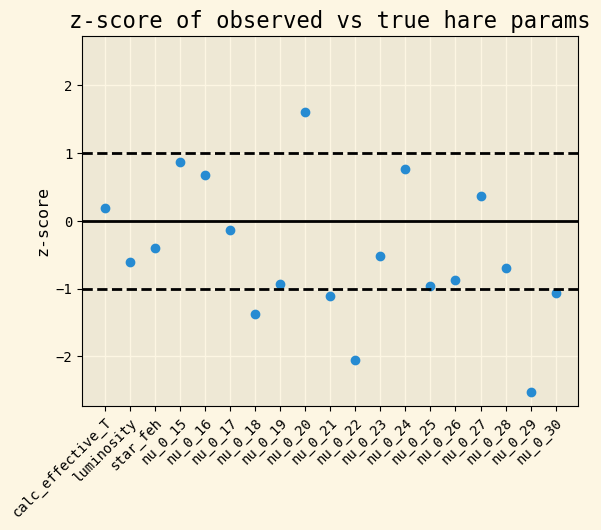 z-score of observed vs true hare params
z-score
2
1
0
−1
−2
calc_effective_T
luminosity
star_feh
nu_0_15
nu_0_16
nu_0_17
nu_0_18
nu_0_19
nu_0_20
nu_0_21
nu_0_22
nu_0_23
nu_0_24
nu_0_25
nu_0_26
nu_0_27
nu_0_28
nu_0_29
nu_0_30